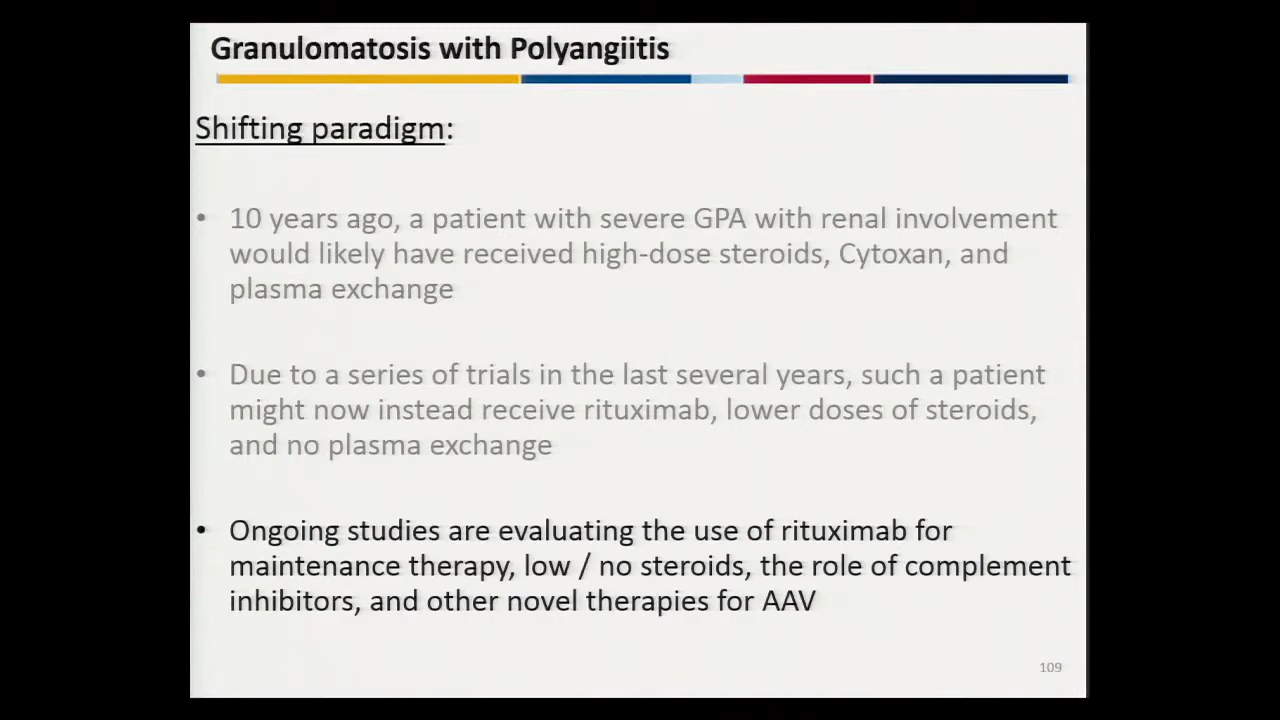 Granulomatosis with Polyangiitis
Shifting paradigm:
• 10 years ago, a patient with severe GPA with renal involvement
would likely have received high-dose steroids, Cytoxan, and
plasma exchange
• Due to a series of trials in the last several years, such a patient
might now instead receive rituximab, lower doses of steroids,
and no plasma exchange
• Ongoing studies are evaluating the use of rituximab for
maintenance therapy, low / no steroids, the role of complement
inhibitors, and other novel therapies for AAV
109